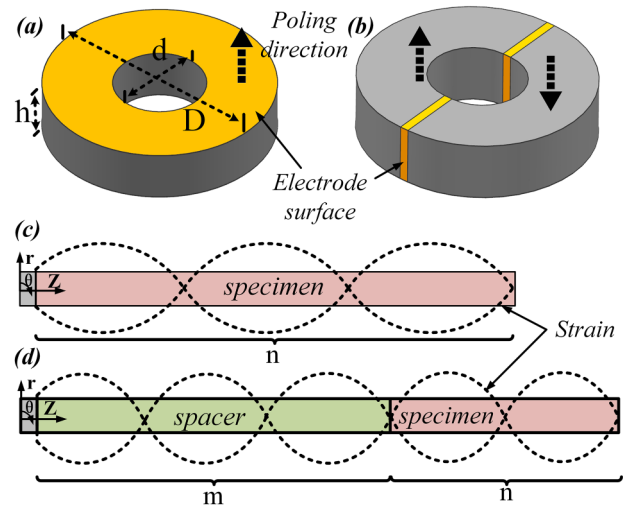 (a)
d
D
h
Poling
direction
(b)
Electrode
surface
(c)
r
θ
Z
specimen
n
Strain
(d)
r
θ
Z
spacer
specimen
m
n